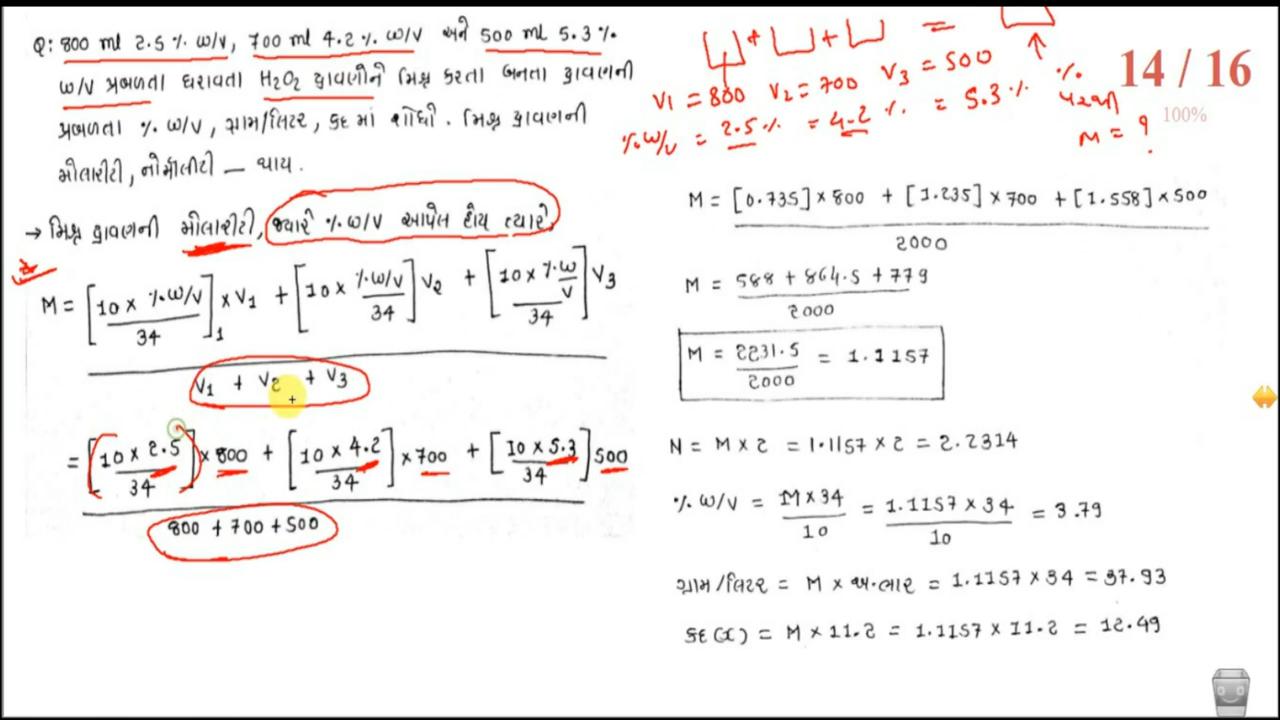 Q: 800 ml 2.5 % w/v, 700 ml 4.2 % w/v અને 500 ml 5.3 %
w/v પ્રબળતા ધરાવતા H2O2 દ્રાવણોને મિશ્ર કરતા બનતા દ્રાવણની
પ્રબળતા % w/v, ગ્રામ/લિટર, કદ માં શોધો. મિશ્ર દ્રાવણની
મોલારીટી, નોર્માલીટી — થાય.
→ મિશ્ર દ્રાવણની મોલારીટી, જ્યારે % w/v આપેલ હોય ત્યારે,
M = [10 × % w/v / 34]1 × V1 + [10 × % w/v / 34] V2 + [10 × % w/v / 34] V3
V1 + V2 + V3
= [10 × 2.5 / 34] × 800 + [10 × 4.2 / 34] × 700 + [10 × 5.3 / 34] 500
800 + 700 + 500
+ + =
V1 = 800 V2 = 700 V3 = 500
% w/v = 2.5 % = 4.2 % = 5.3 %
%
M = ?
14 / 16
100%
M = [0.735] × 800 + [1.235] × 700 + [1.558] × 500
2000
M = 588 + 864.5 + 779
2000
M = 2231.5 / 2000 = 1.1157
N = M × 2 = 1.1157 × 2 = 2.2314
% w/v = M × 34 / 10 = 1.1157 × 34 / 10 = 3.79
ગ્રામ/લિટર = M × અ.ભાર = 1.1157 × 34 = 37.93
કદ (x) = M × 11.2 = 1.1157 × 11.2 = 12.49